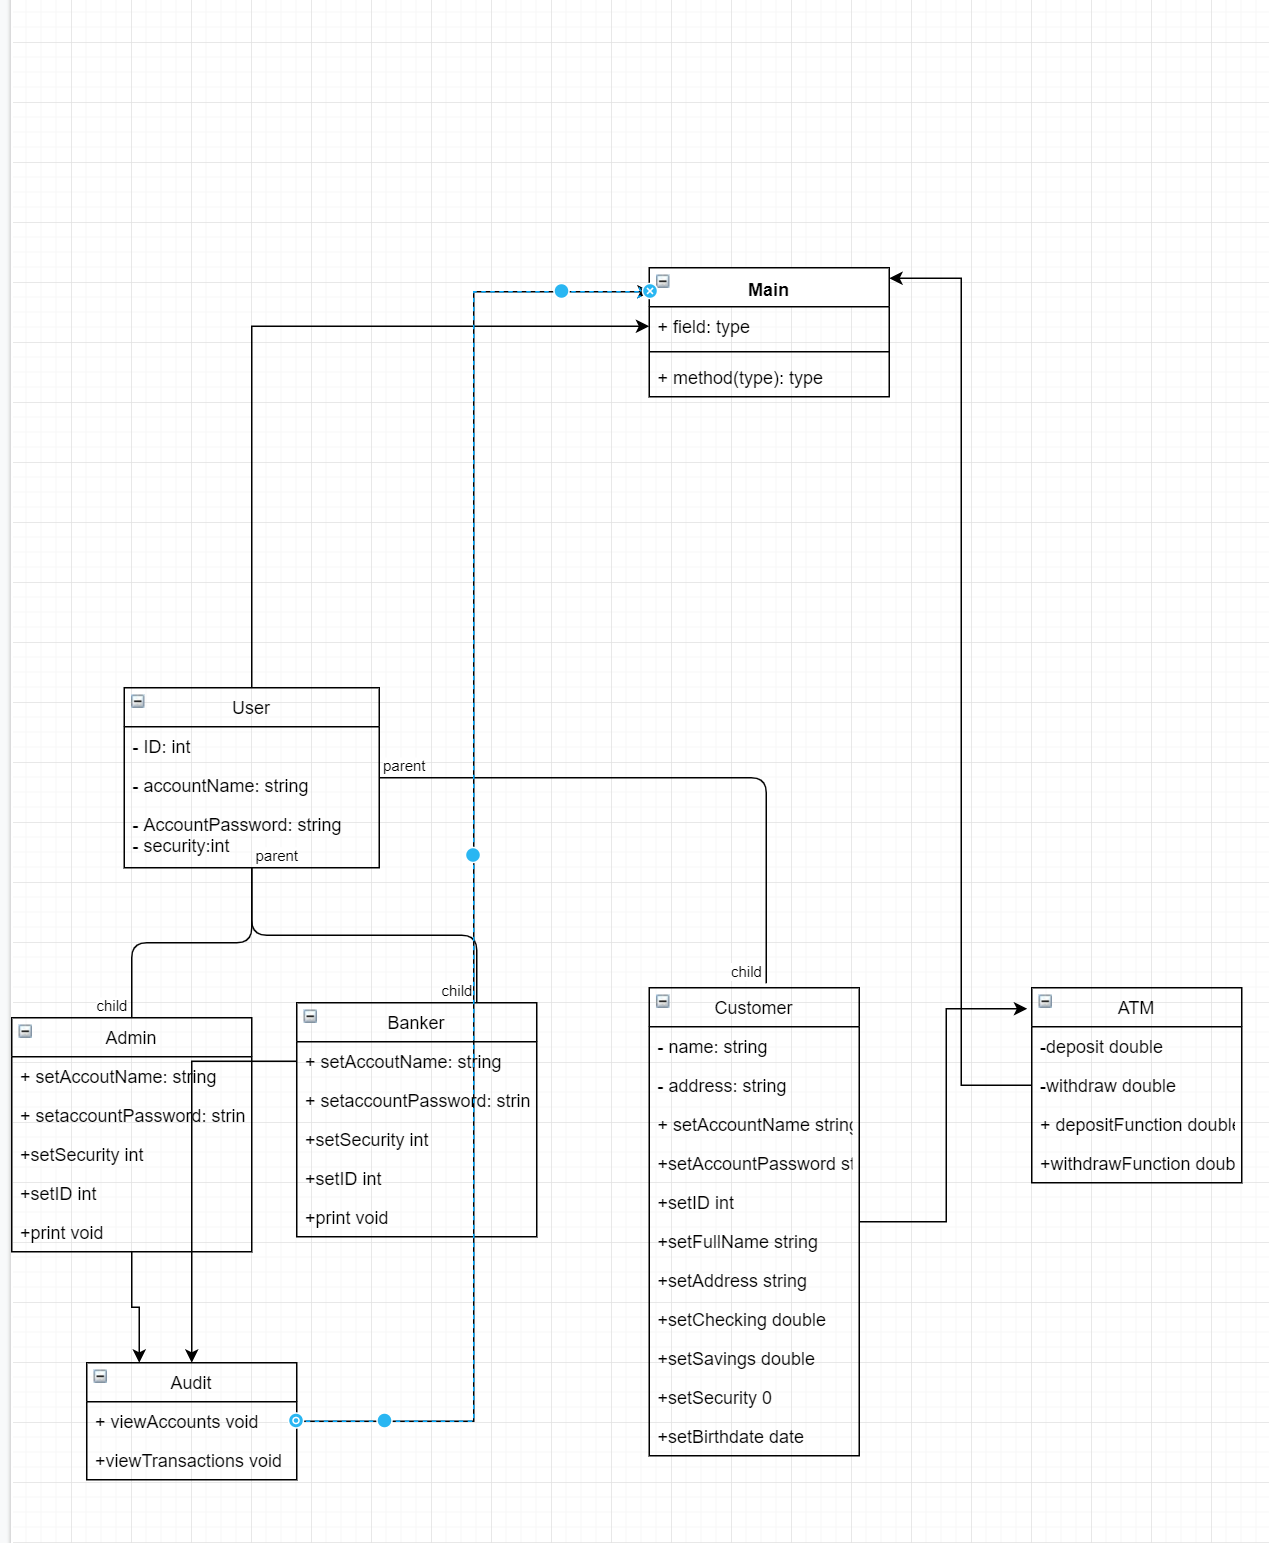 Main
+ field: type
+ method(type): type
User
- ID: int
- accountName: string
- AccountPassword: string
- security:int
parent
parent
child
child
child
Admin
+ setAccoutName: string
+ setaccountPassword: strin
+setSecurity int
+setID int
+print void
Banker
+ setAccoutName: string
+ setaccountPassword: strin
+setSecurity int
+setID int
+print void
Customer
- name: string
- address: string
+ setAccountName string
+setAccountPassword st
+setID int
+setFullName string
+setAddress string
+setChecking double
+setSavings double
+setSecurity 0
+setBirthdate date
ATM
-deposit double
-withdraw double
+ depositFunction double
+withdrawFunction doub
Audit
+ viewAccounts void
+viewTransactions void